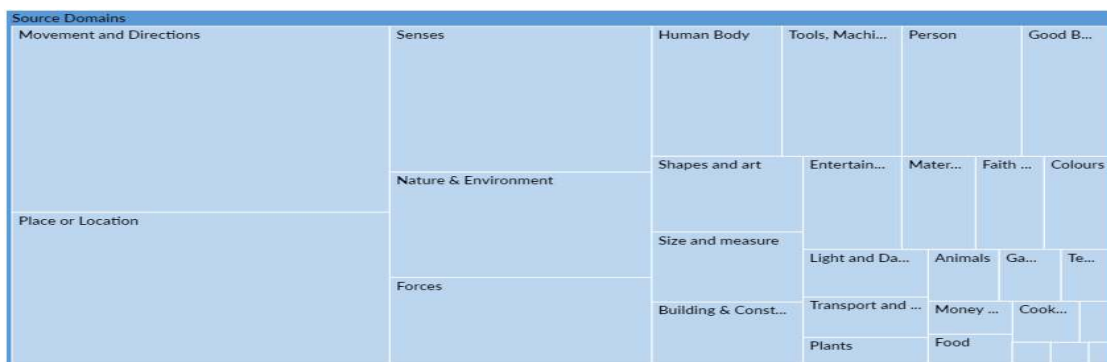 Source Domains
Movement and Directions
Senses
Human Body
Tools, Machi...
Person
Good B...
Shapes and art
Entertain...
Mater...
Faith ...
Colours
Nature & Environment
Place or Location
Size and measure
Light and Da...
Animals
Ga...
Te...
Forces
Building & Const...
Transport and ...
Money ...
Cook...
Plants
Food